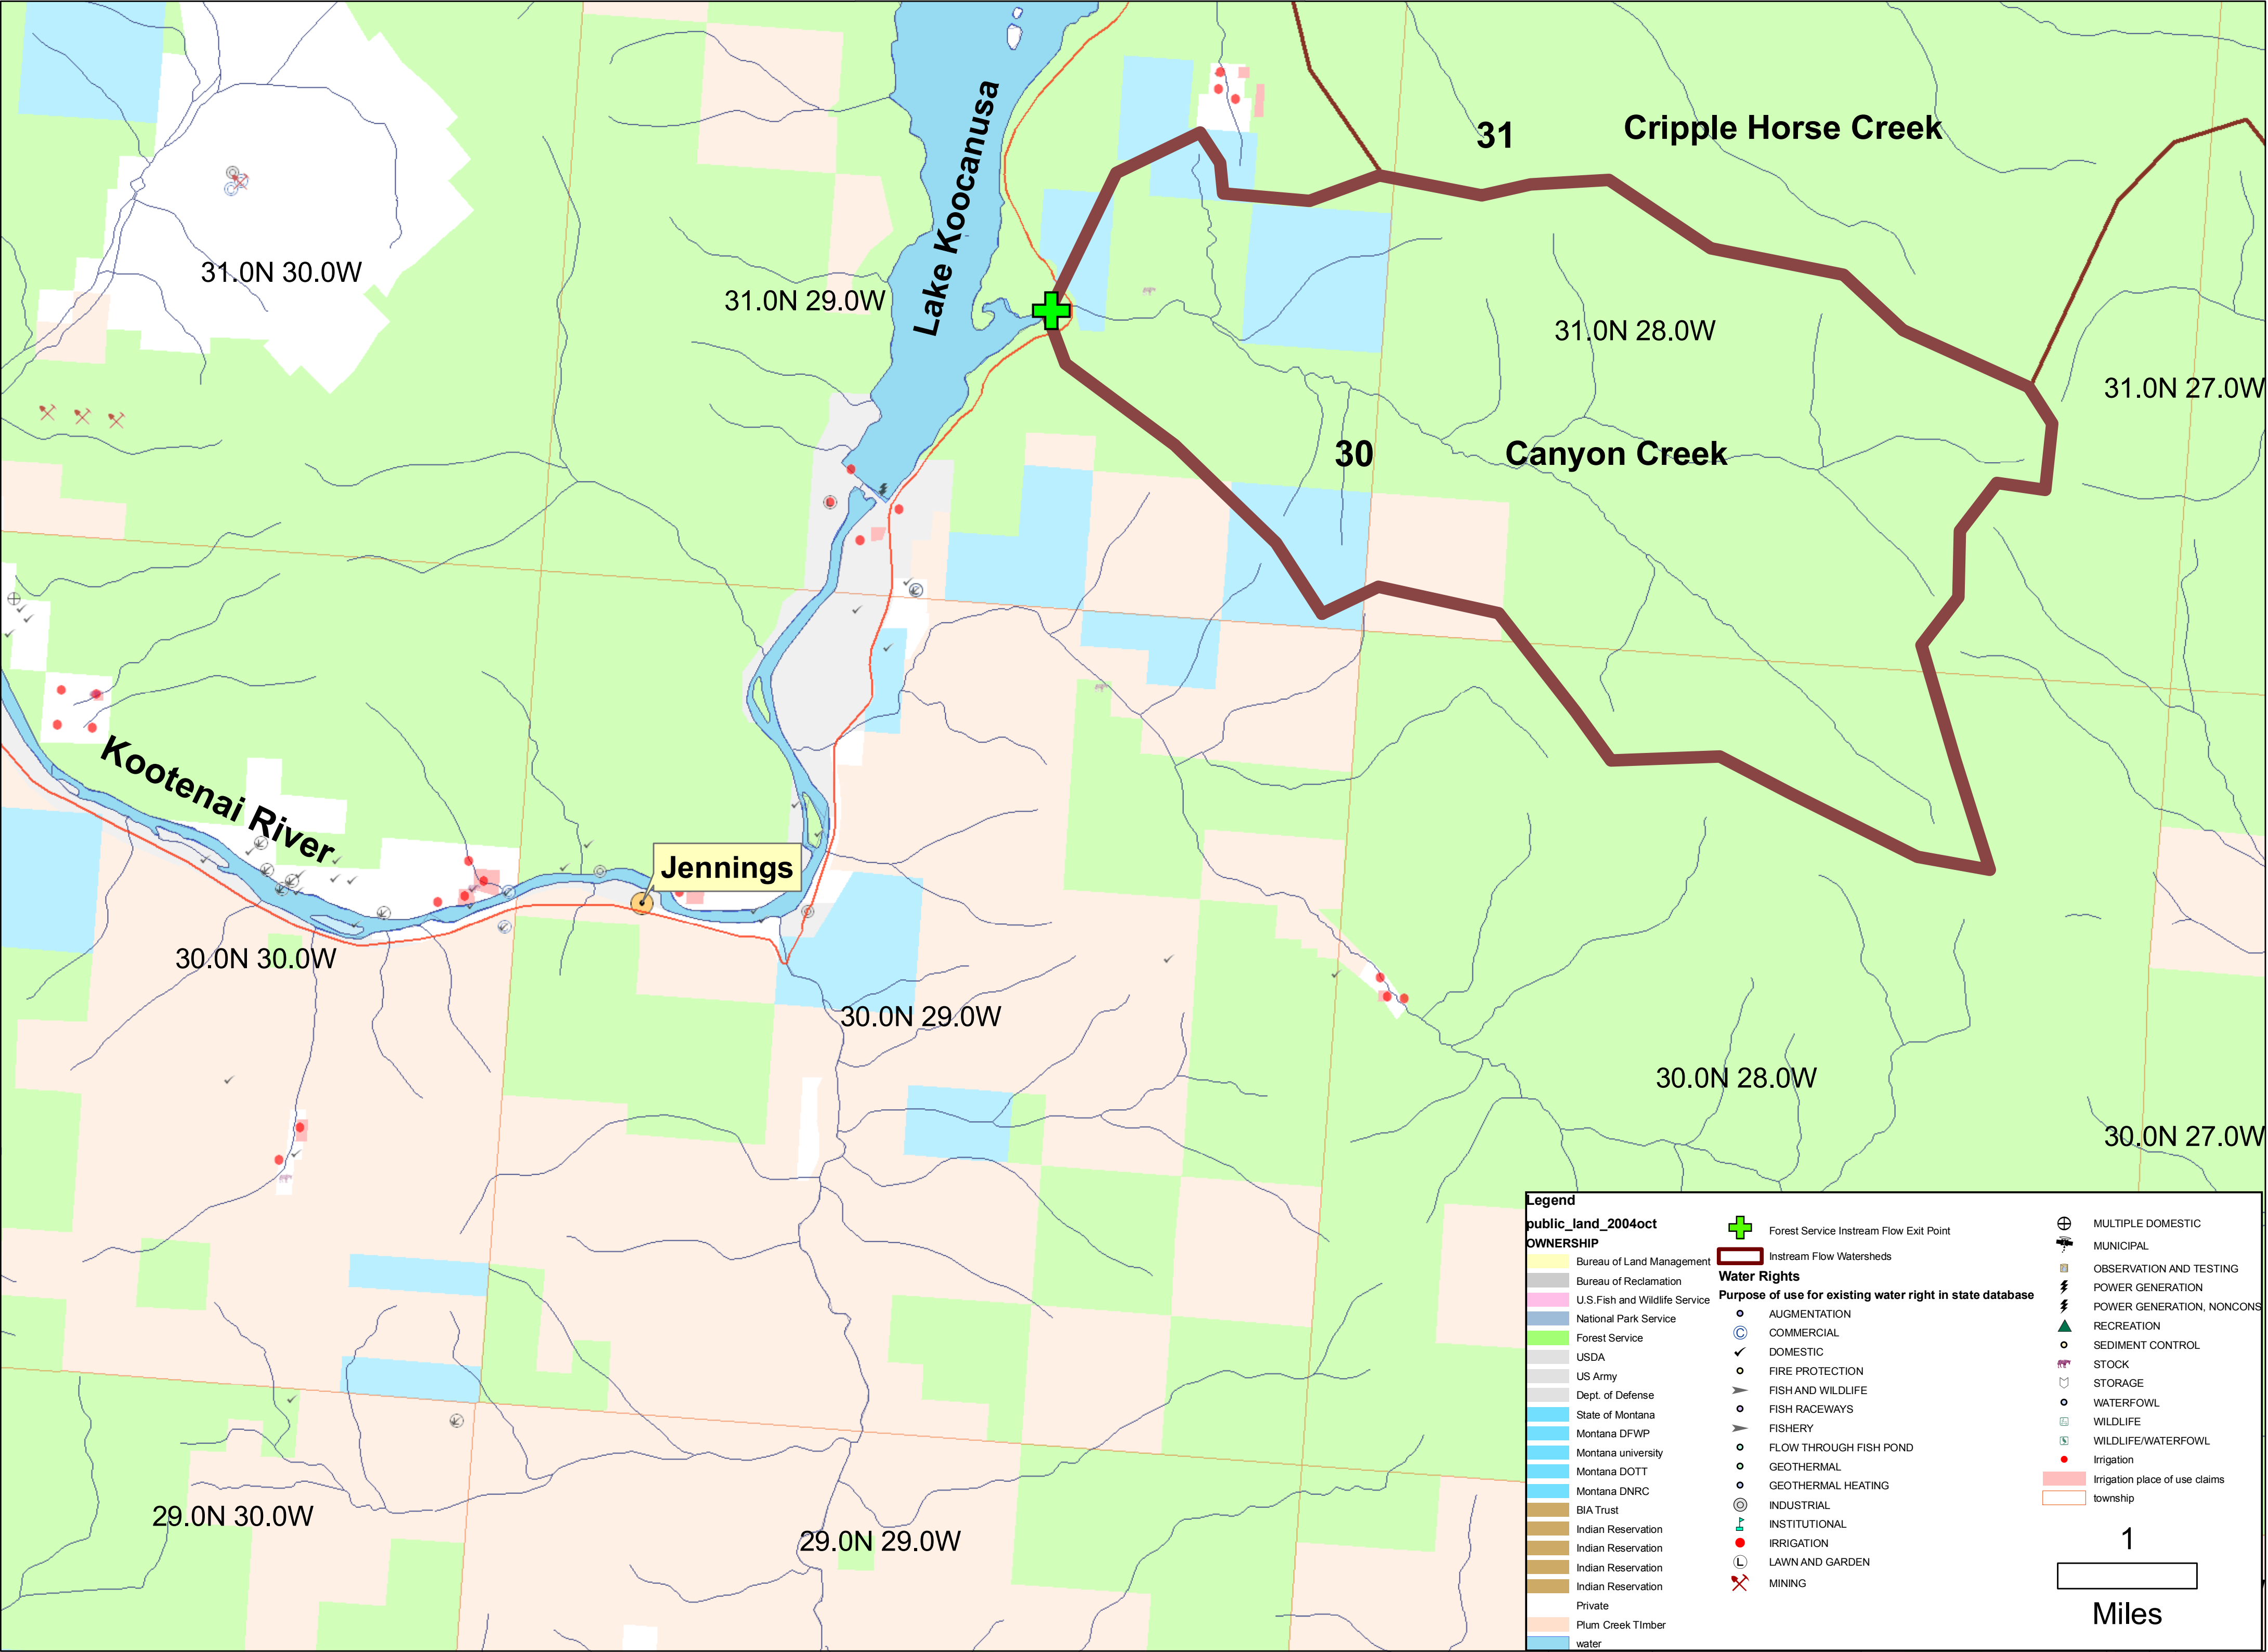 Lake Koocanusa
31
Cripple Horse Creek
31.0N 30.0W
31.0N 29.0W
31.0N 28.0W
31.0N 27.0W
30
Canyon Creek
Kootenai River
Jennings
30.0N 30.0W
30.0N 29.0W
30.0N 28.0W
30.0N 27.0W
29.0N 30.0W
29.0N 29.0W
Legend
public_land_2004oct
OWNERSHIP
Bureau of Land Management
Bureau of Reclamation
U.S.Fish and Wildlife Service
National Park Service
Forest Service
USDA
US Army
Dept. of Defense
State of Montana
Montana DFWP
Montana university
Montana DOTT
Montana DNRC
BIA Trust
Indian Reservation
Indian Reservation
Indian Reservation
Indian Reservation
Private
Plum Creek TImber
water
Forest Service Instream Flow Exit Point
Instream Flow Watersheds
Water Rights
Purpose of use for existing water right in state database
AUGMENTATION
C COMMERCIAL
DOMESTIC
FIRE PROTECTION
FISH AND WILDLIFE
FISH RACEWAYS
FISHERY
FLOW THROUGH FISH POND
GEOTHERMAL
GEOTHERMAL HEATING
INDUSTRIAL
INSTITUTIONAL
IRRIGATION
L LAWN AND GARDEN
MINING
MULTIPLE DOMESTIC
MUNICIPAL
OBSERVATION AND TESTING
POWER GENERATION
POWER GENERATION, NONCONS
RECREATION
SEDIMENT CONTROL
STOCK
STORAGE
WATERFOWL
WILDLIFE
WILDLIFE/WATERFOWL
Irrigation
Irrigation place of use claims
township
1
Miles